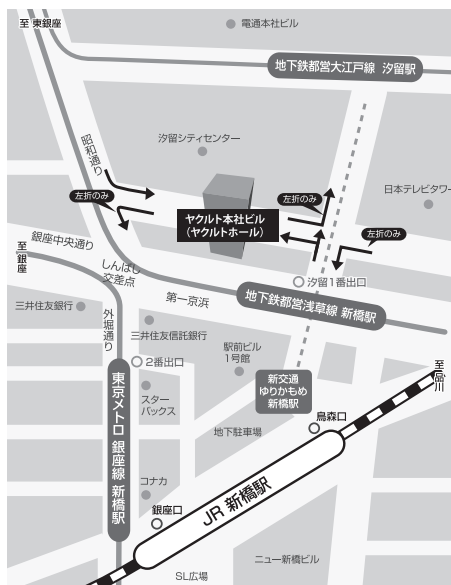 至 東銀座
電通本社ビル
地下鉄都営大江戸線 汐留駅
昭和通り
汐留シティセンター
左折のみ
左折のみ
日本テレビタワー
ヤクルト本社ビル
(ヤクルトホール)
左折のみ
銀座中央通り
至 銀座
しんばし
交差点
汐留1番出口
第一京浜
地下鉄都営浅草線 新橋駅
三井住友銀行
外堀通り
三井住友信託銀行
2番出口
駅前ビル
1号館
至 品川
新交通
ゆりかもめ
新橋駅
スター
バックス
東京メトロ 銀座線 新橋駅
烏森口
地下駐車場
コナカ
JR 新橋駅
銀座口
ニュー新橋ビル
SL広場